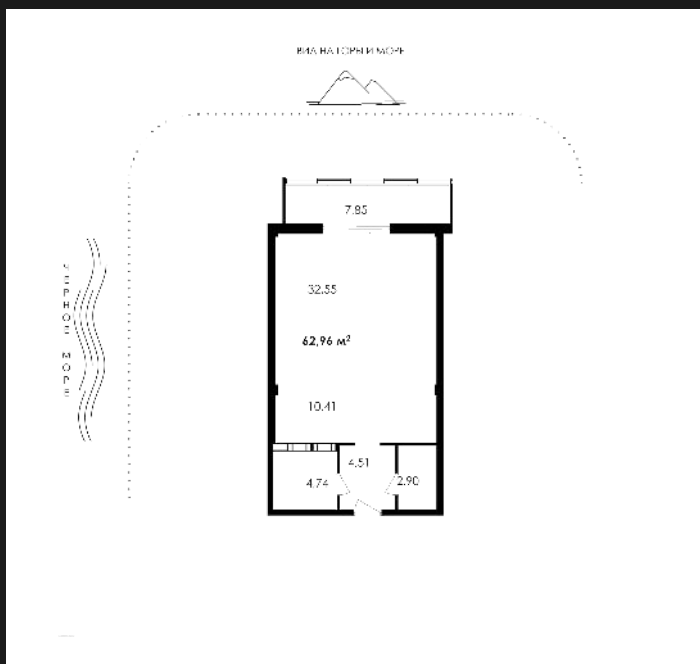 ВИД НА ГОРЫ И МОРЕ
7.85
ЧЕРНОЕ МОРЕ
32.55
62,96 м²
10.41
4.51
4.74
2.90